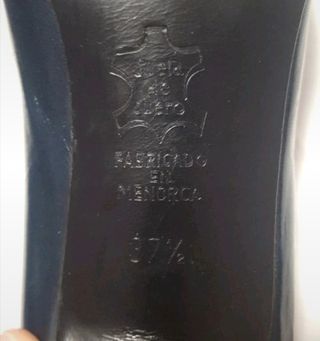 Suela
de
cuero
FABRICADO
EN
MENORCA
37½